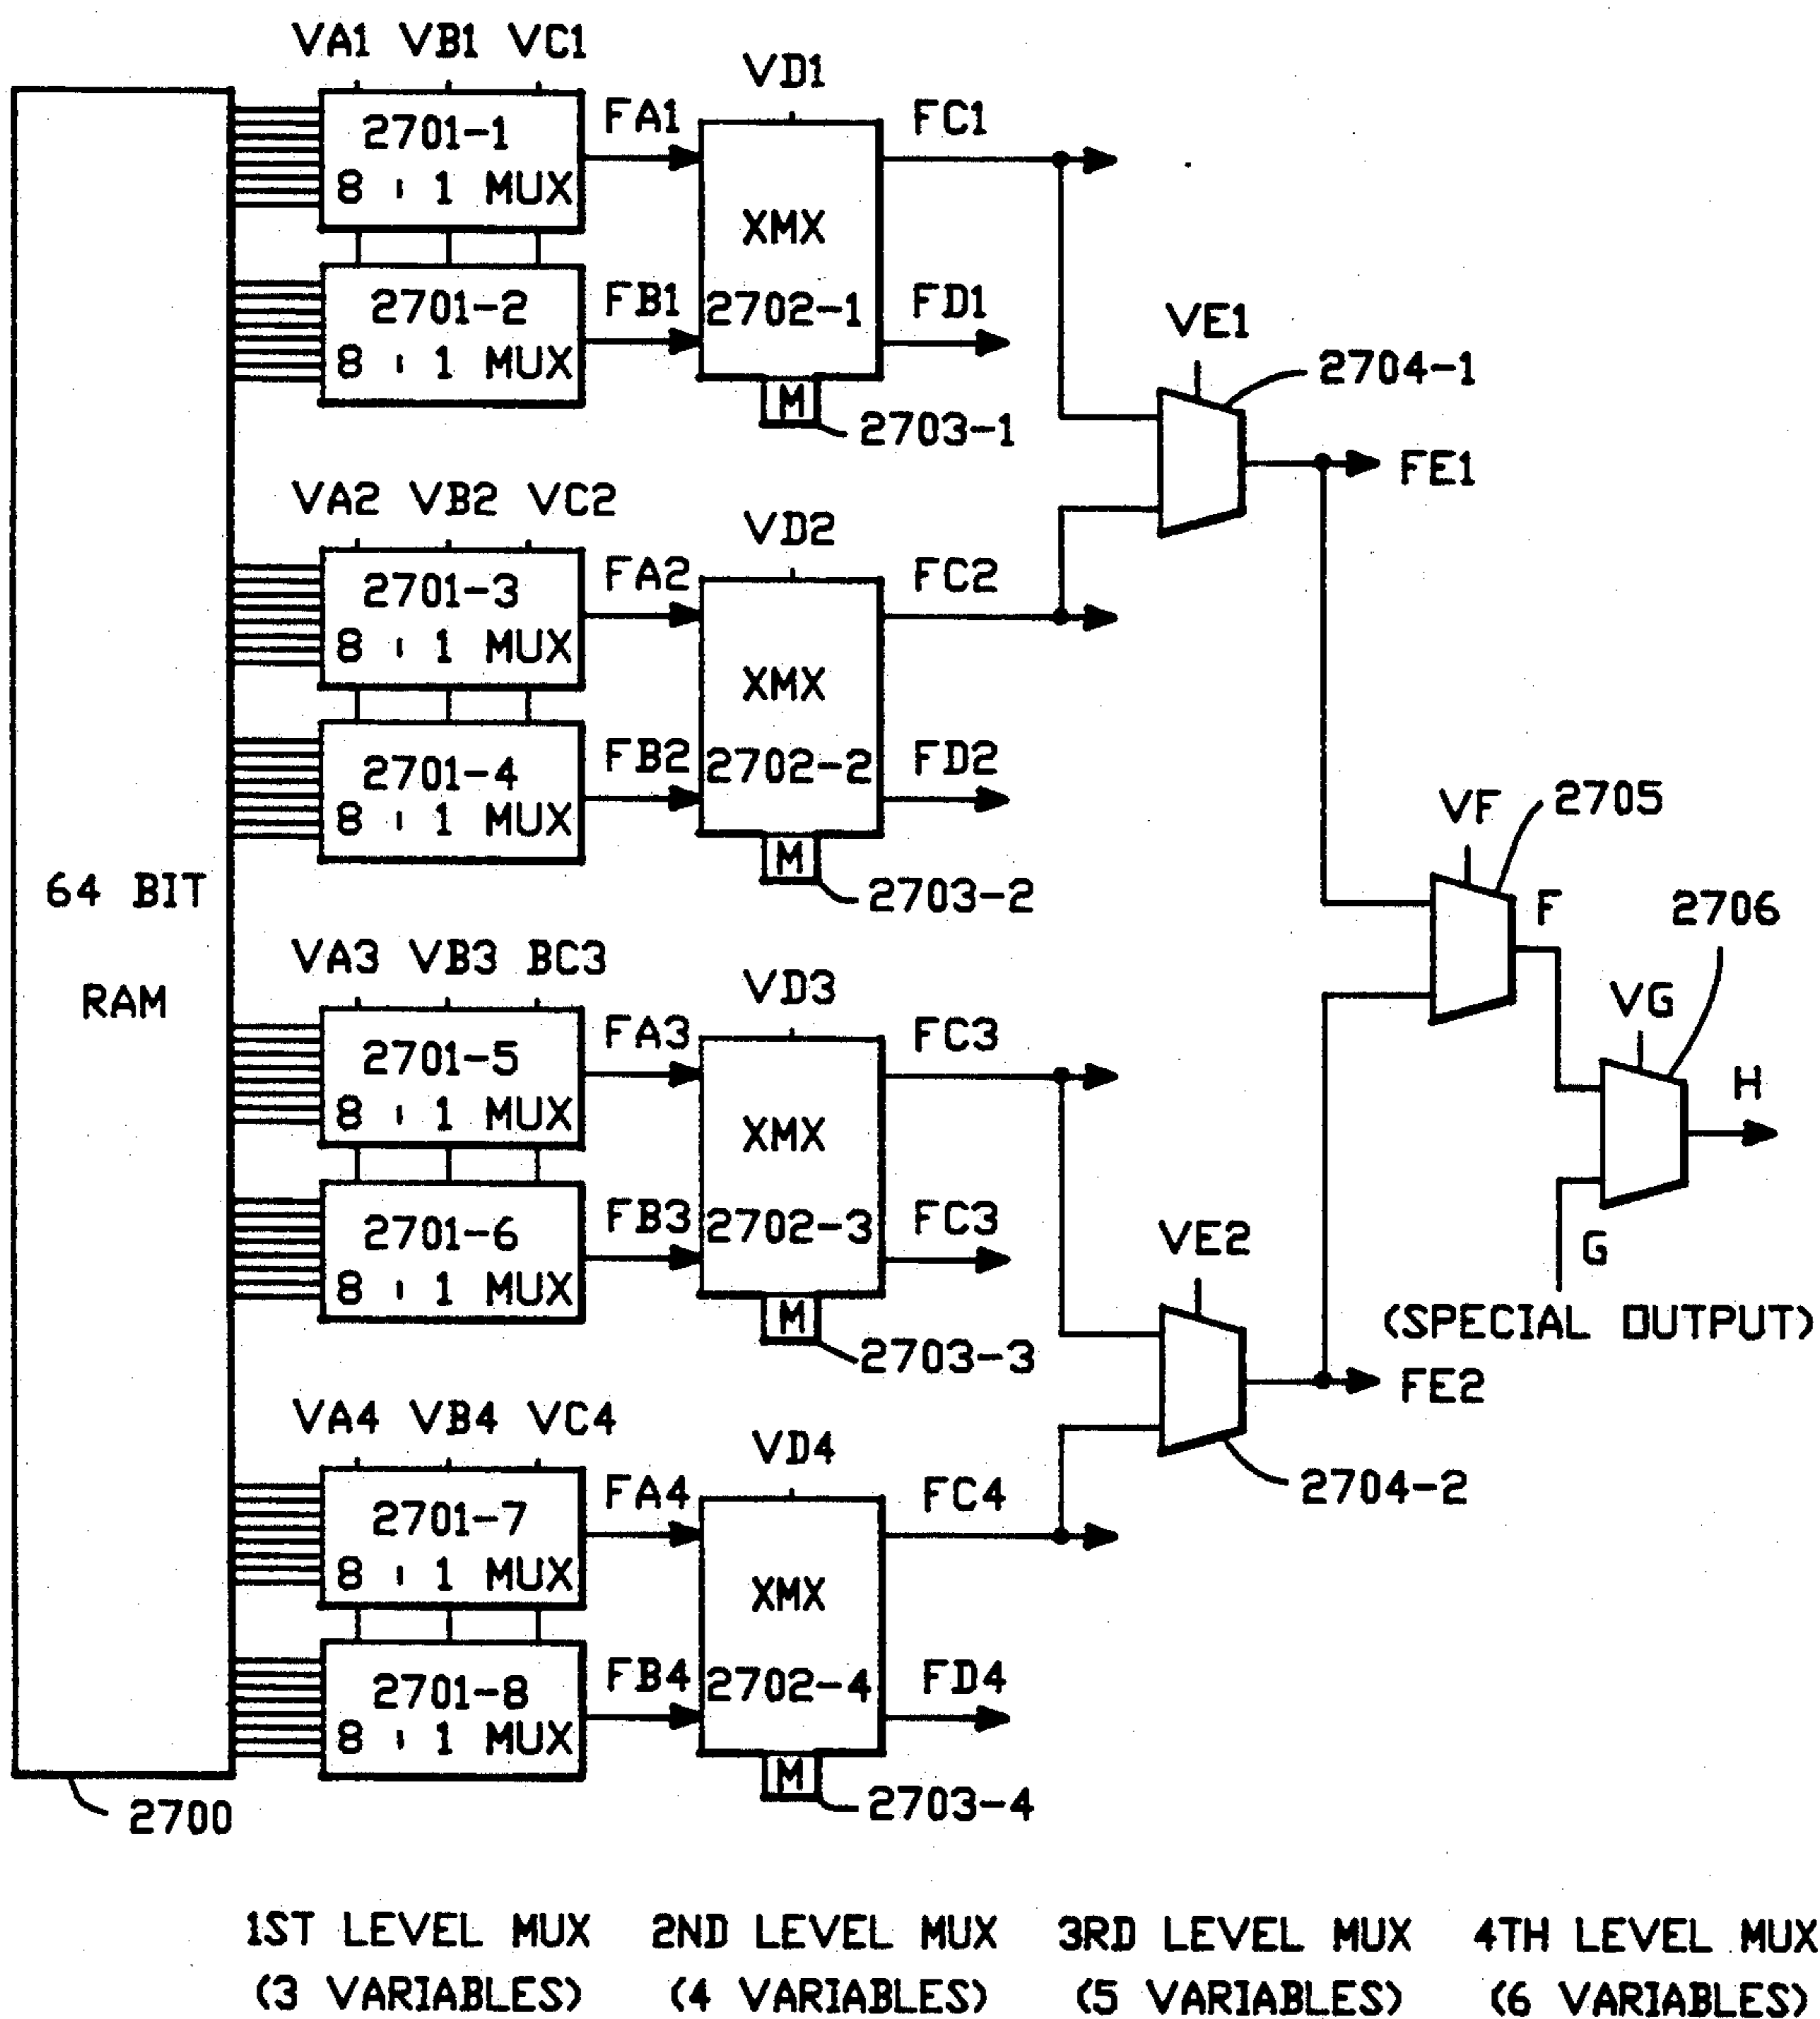 VA1 VB1 VC1
VD1
2701-1
8 : 1 MUX
FA1
FC1
XMX
2701-2
8 : 1 MUX
FB1
2702-1
FD1
M
2703-1
VE1
2704-1
FE1
VA2 VB2 VC2
VD2
2701-3
8 : 1 MUX
FA2
FC2
XMX
2701-4
8 : 1 MUX
FB2
2702-2
FD2
M
2703-2
64 BIT
RAM
VF
2705
F
2706
VG
H
G
(SPECIAL OUTPUT)
VA3 VB3 BC3
VD3
2701-5
8 : 1 MUX
FA3
FC3
XMX
2701-6
8 : 1 MUX
FB3
2702-3
FC3
M
2703-3
VE2
FE2
2704-2
VA4 VB4 VC4
VD4
2701-7
8 : 1 MUX
FA4
FC4
XMX
2701-8
8 : 1 MUX
FB4
2702-4
FD4
M
2703-4
2700
1ST LEVEL MUX
(3 VARIABLES)
2ND LEVEL MUX
(4 VARIABLES)
3RD LEVEL MUX
(5 VARIABLES)
4TH LEVEL MUX
(6 VARIABLES)